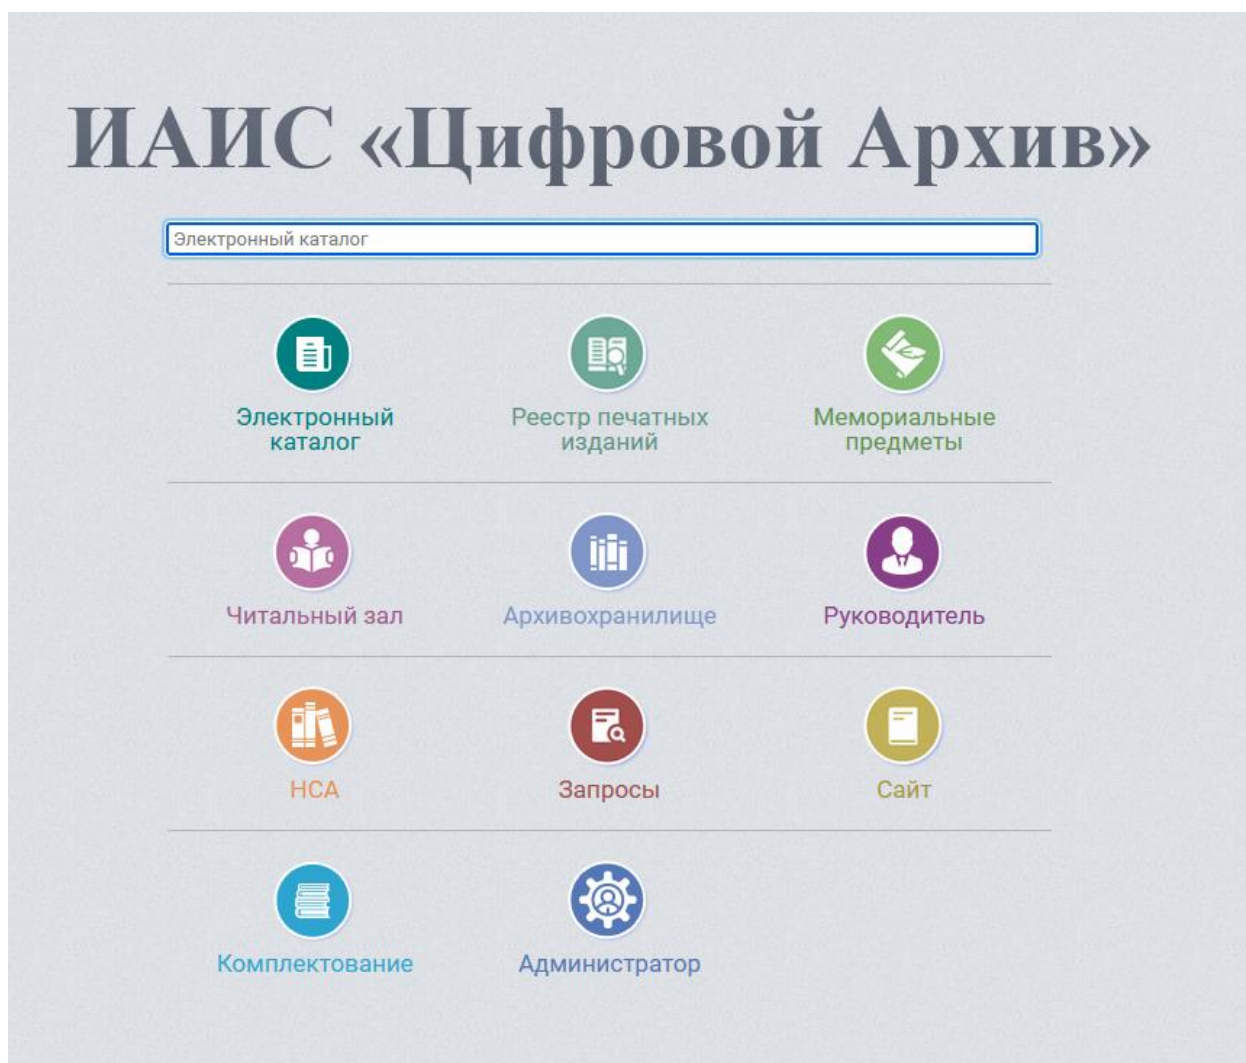 ИАИС «Цифровой Архив»
Электронный каталог
Электронный
каталог
Реестр печатных
изданий
Мемориальные
предметы
Читальный зал
Архивохранилище
Руководитель
НСА
Запросы
Сайт
Комплектование
Администратор